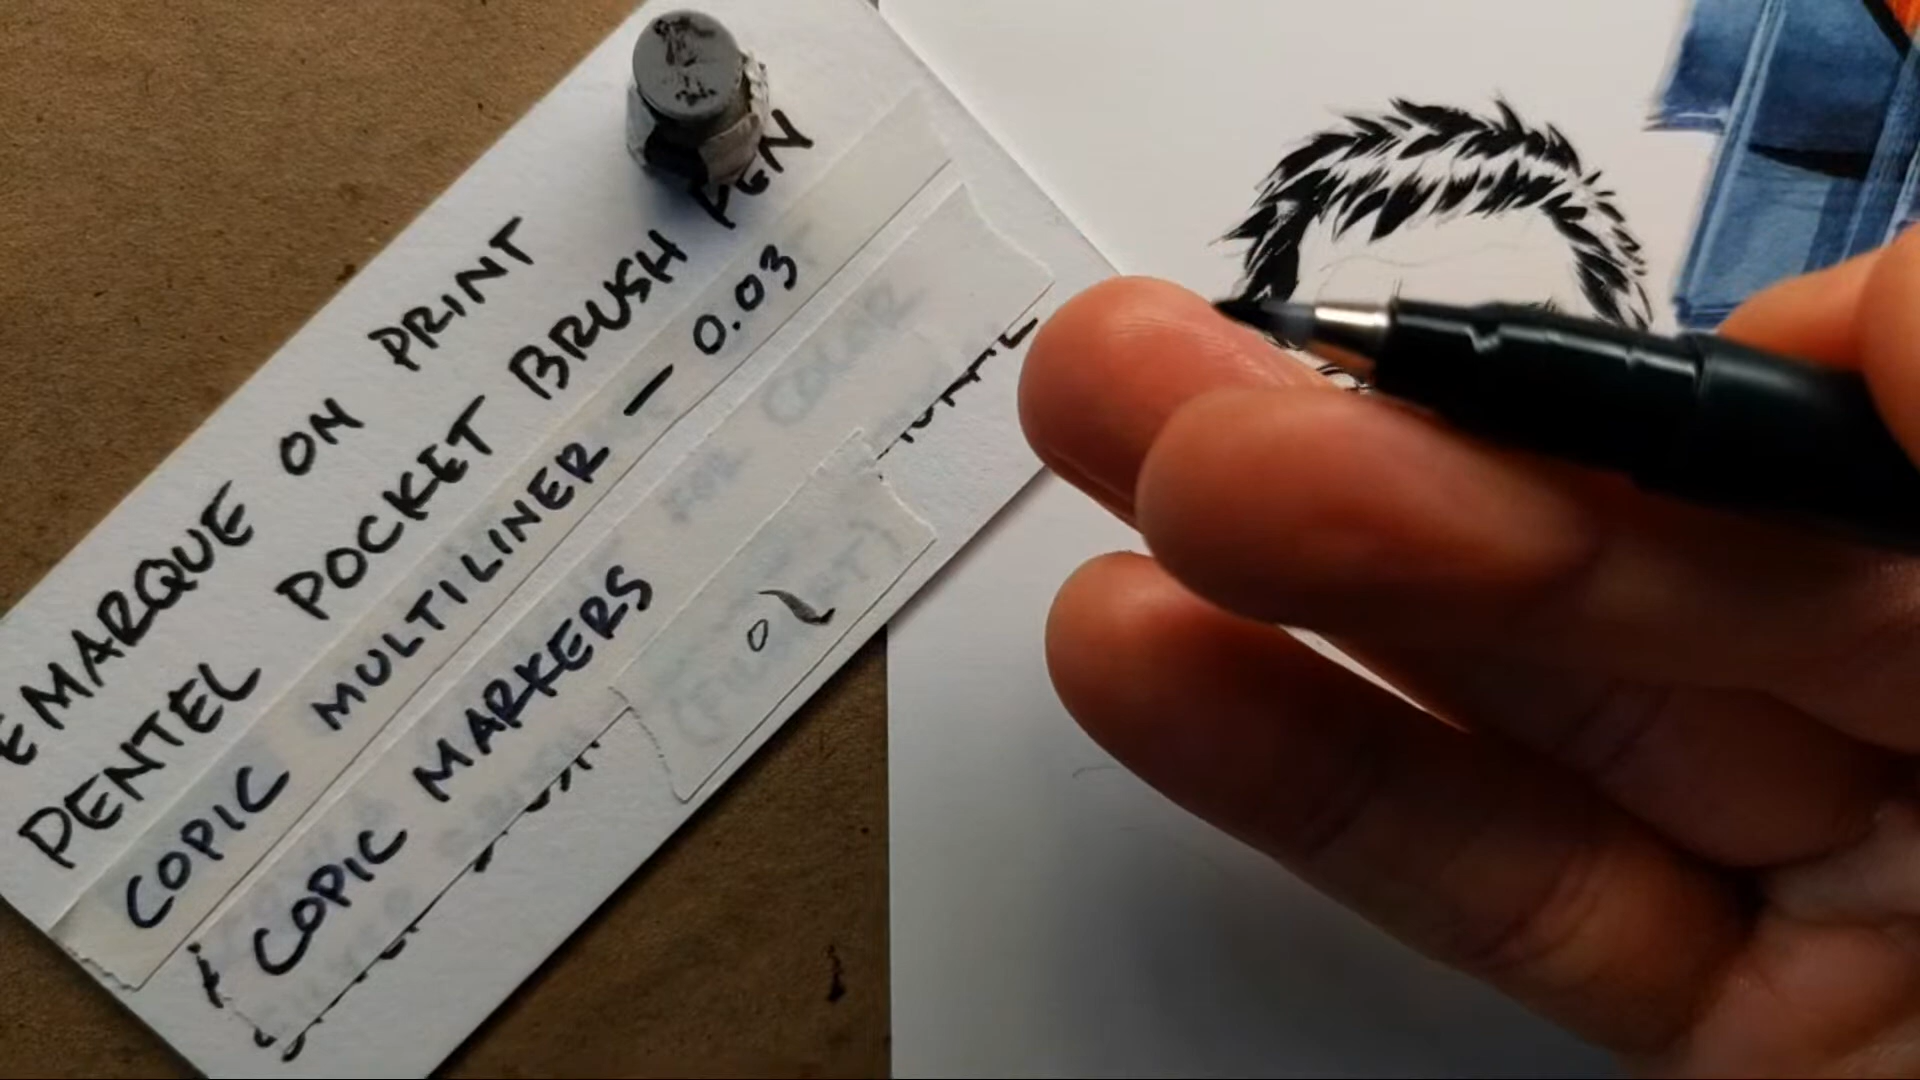 EMARQUE ON PRINT
PENTEL POCKET BRUSH PEN
COPIC MULTILINER — 0.03
COPIC MARKERS